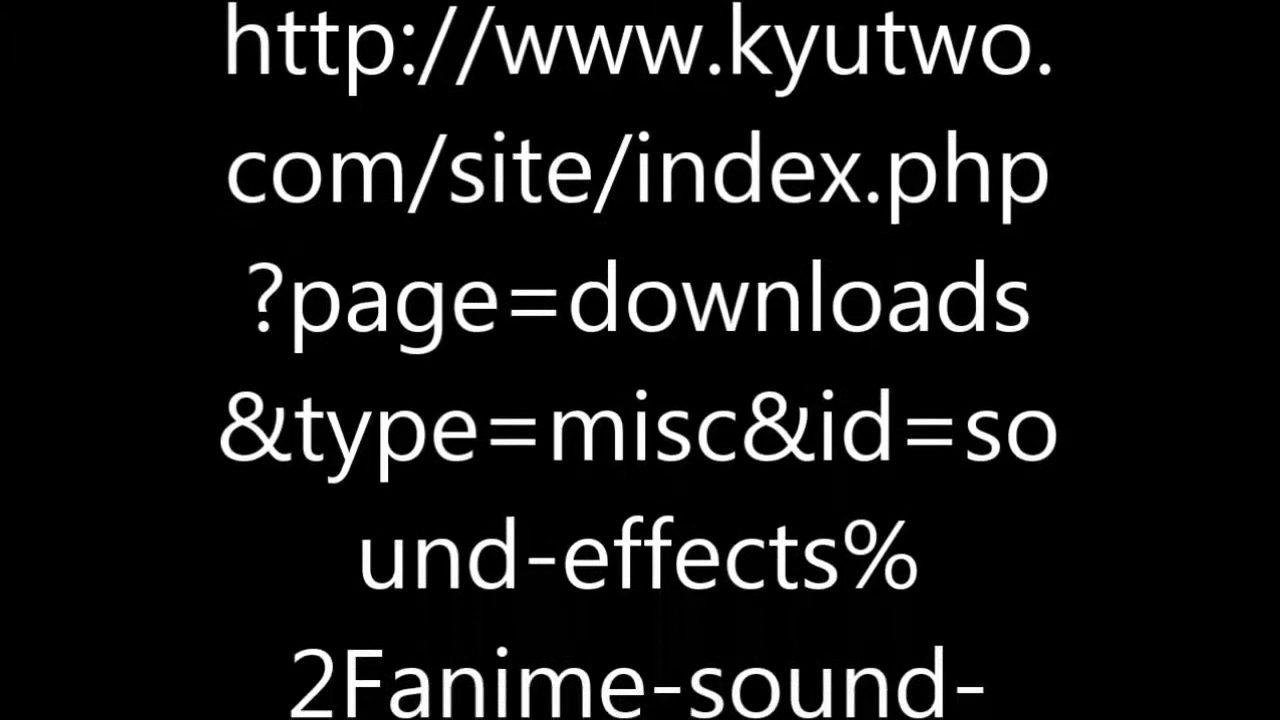 http://www.kyutwo.
com/site/index.php
?page=downloads
&type=misc&id=so
und-effects%
2Fanime-sound-